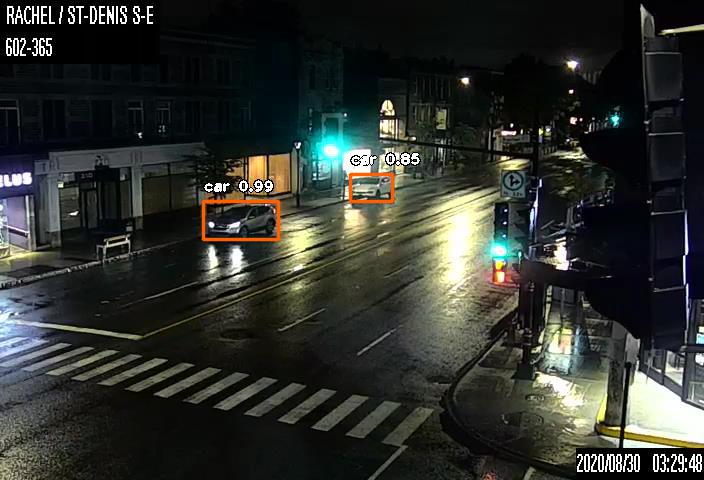 RACHEL / ST-DENIS S-E
602-365
car 0.85
car 0.99
2020/08/30 03:29:48